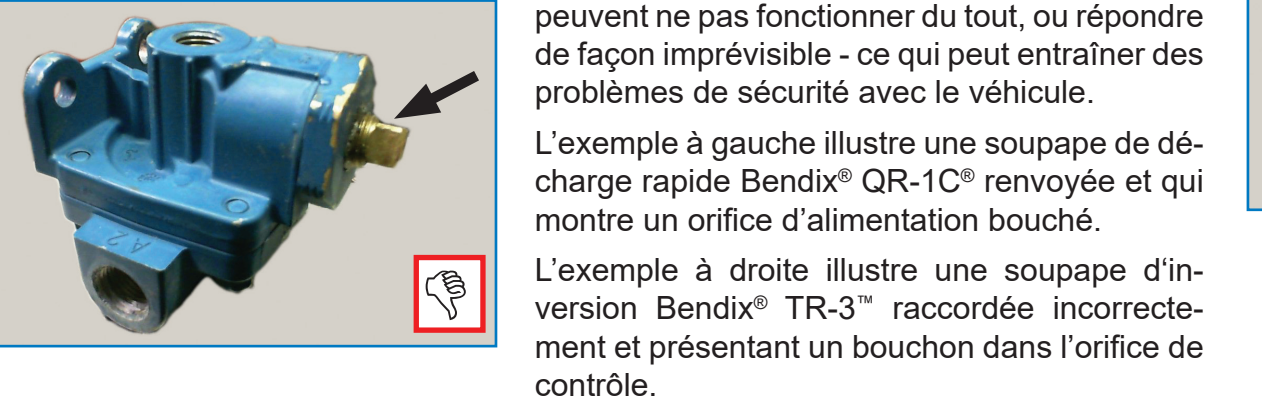 peuvent ne pas fonctionner du tout, ou répondre
de façon imprévisible - ce qui peut entraîner des
problèmes de sécurité avec le véhicule.
L’exemple à gauche illustre une soupape de dé-
charge rapide Bendix® QR-1C® renvoyée et qui
montre un orifice d’alimentation bouché.
L’exemple à droite illustre une soupape d‘in-
version Bendix® TR-3™ raccordée incorrecte-
ment et présentant un bouchon dans l’orifice de
contrôle.
A2